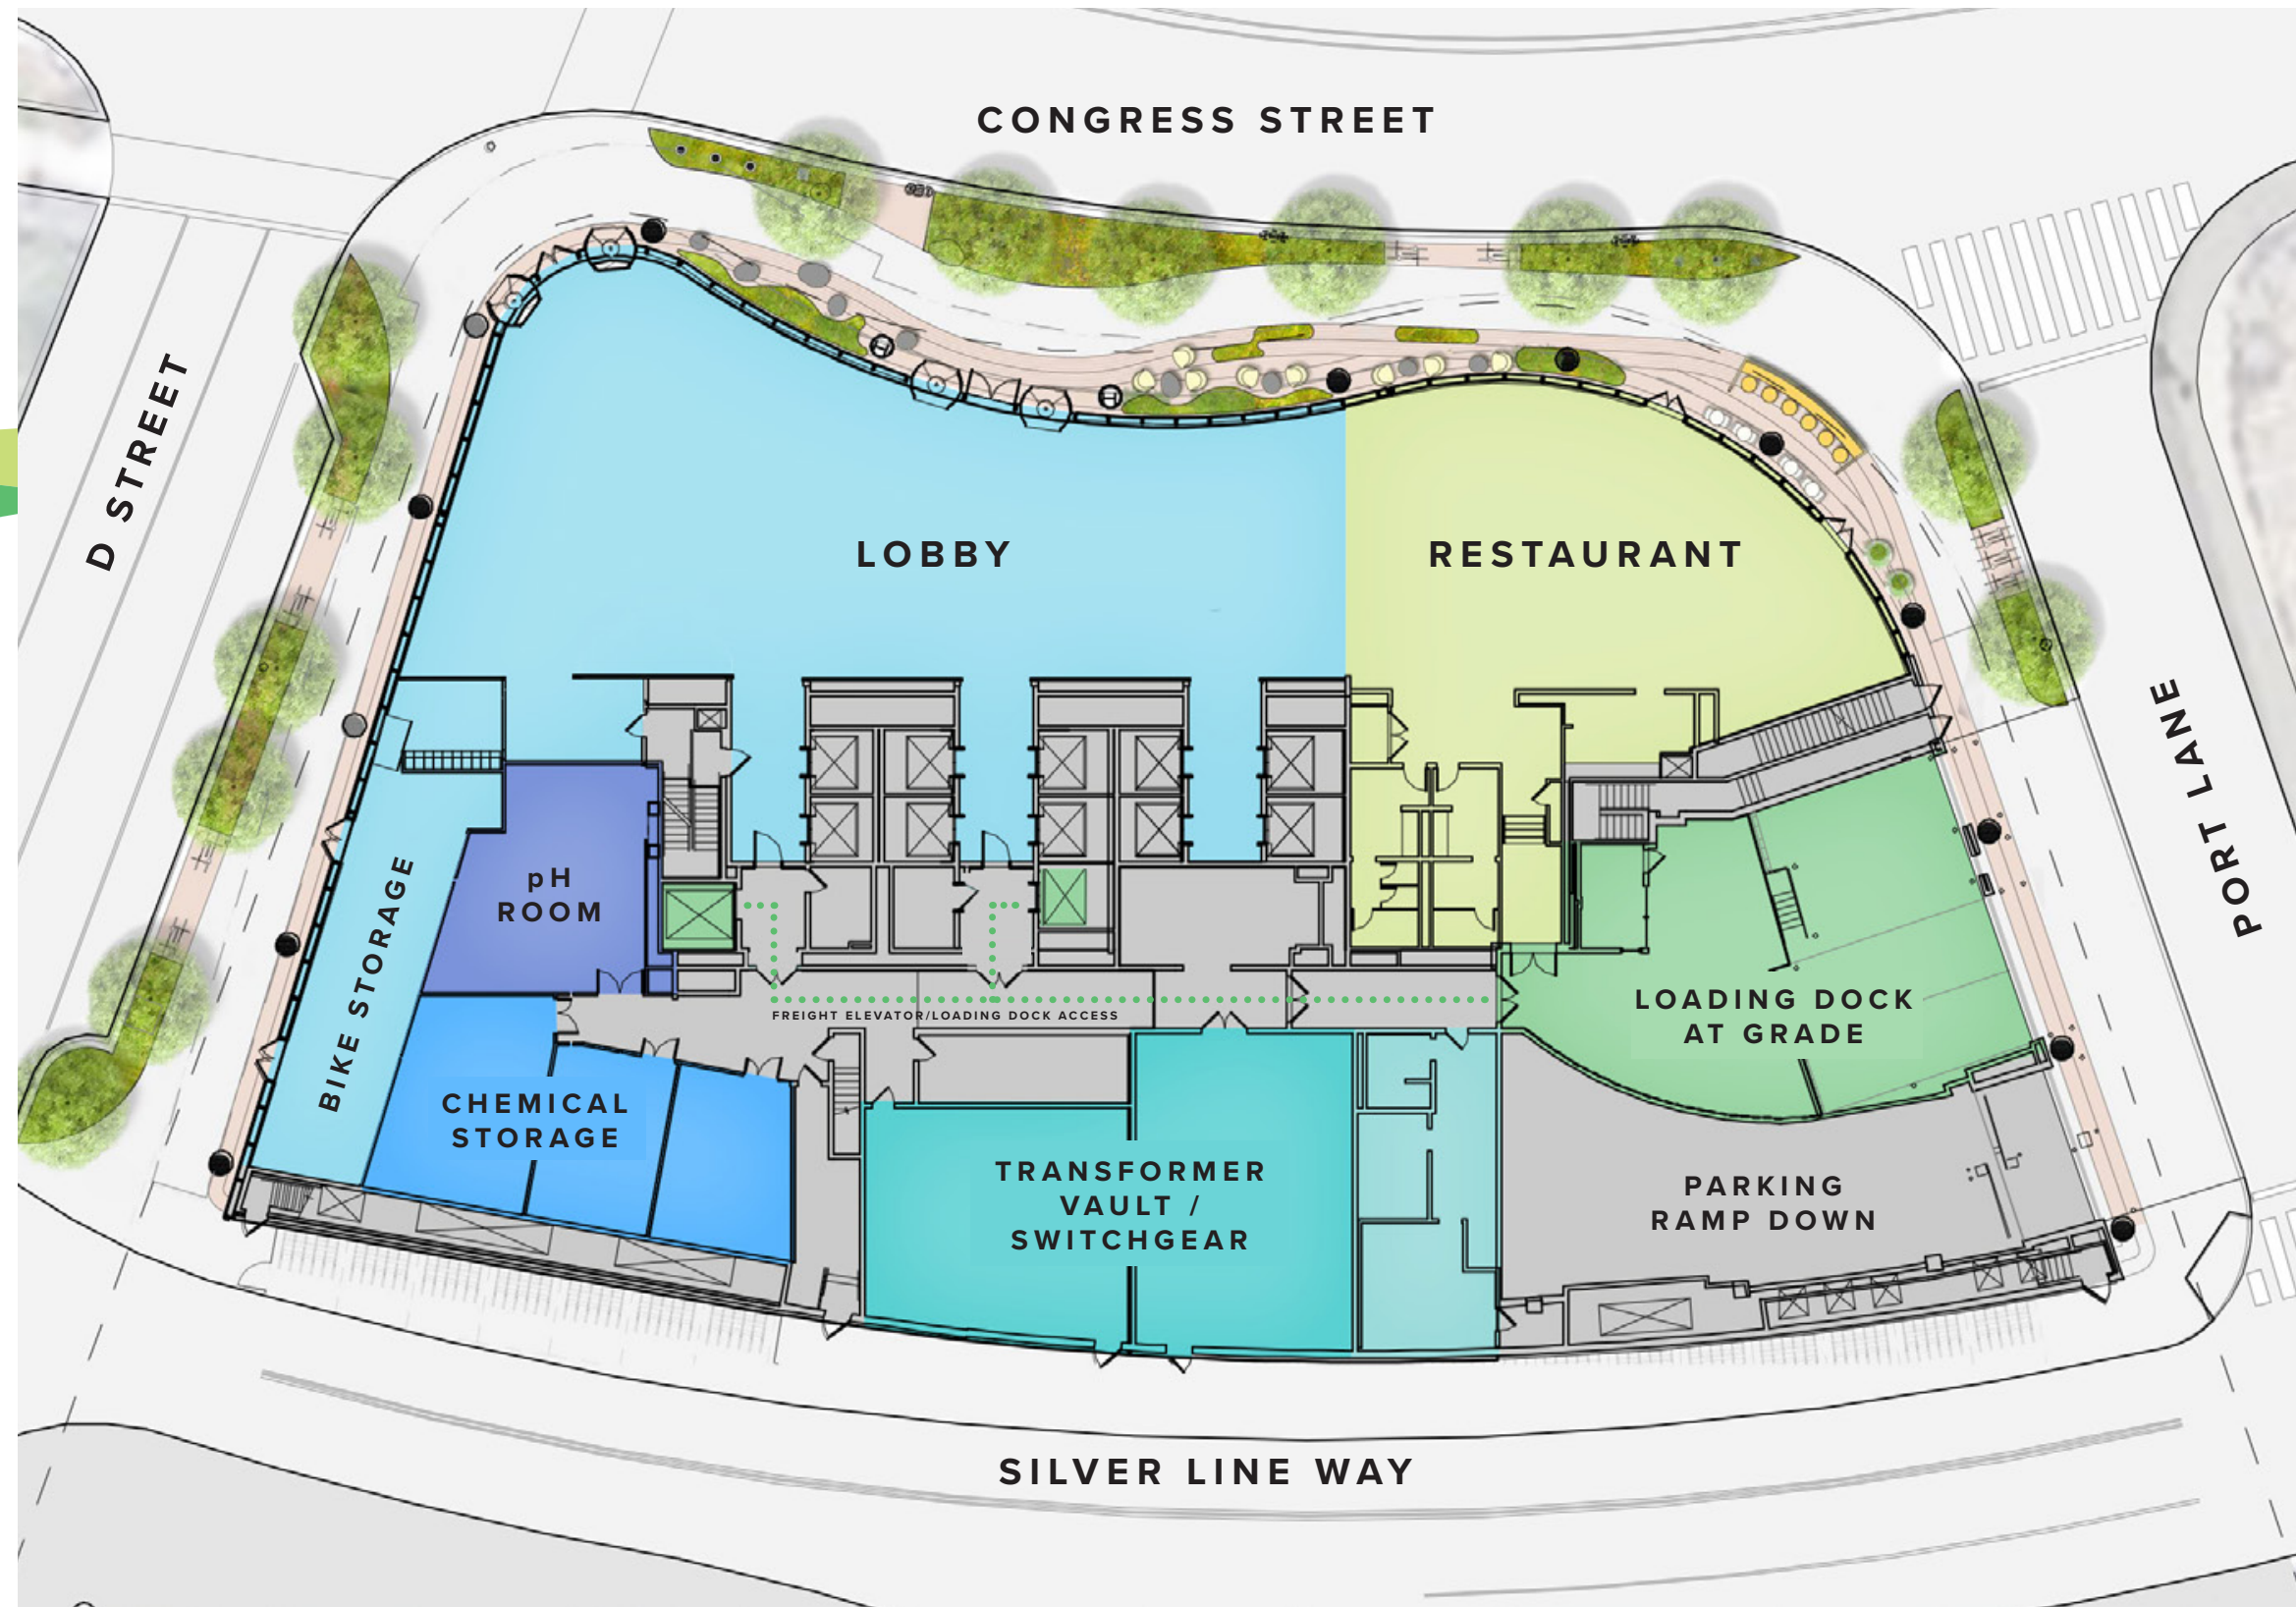 CONGRESS STREET
D STREET
LOBBY
RESTAURANT
PORT LANE
pH
ROOM
BIKE STORAGE
LOADING DOCK
AT GRADE
FREIGHT ELEVATOR/LOADING DOCK ACCESS
CHEMICAL
STORAGE
TRANSFORMER
VAULT /
SWITCHGEAR
PARKING
RAMP DOWN
SILVER LINE WAY